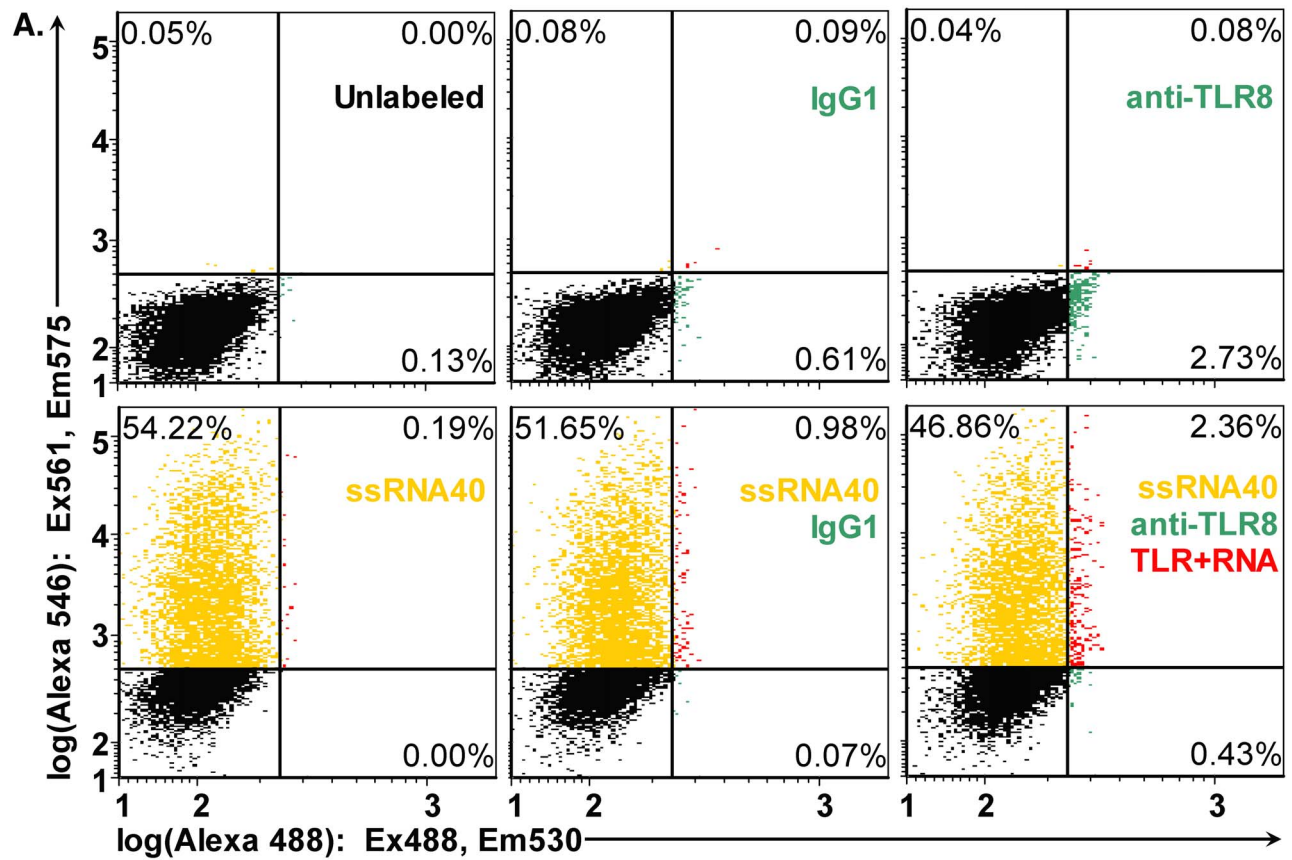 A.
log(Alexa 546): Ex561, Em575
0.05% 0.00%
Unlabeled
0.13%
0.08% 0.09%
IgG1
0.61%
0.04% 0.08%
anti-TLR8
2.73%
5
4
3
2
1
54.22% 0.19%
ssRNA40
0.00%
51.65% 0.98%
ssRNA40
IgG1
0.07%
46.86% 2.36%
ssRNA40
anti-TLR8
TLR+RNA
0.43%
5
4
3
2
1
1 2 3
1 2 3
1 2 3
log(Alexa 488): Ex488, Em530